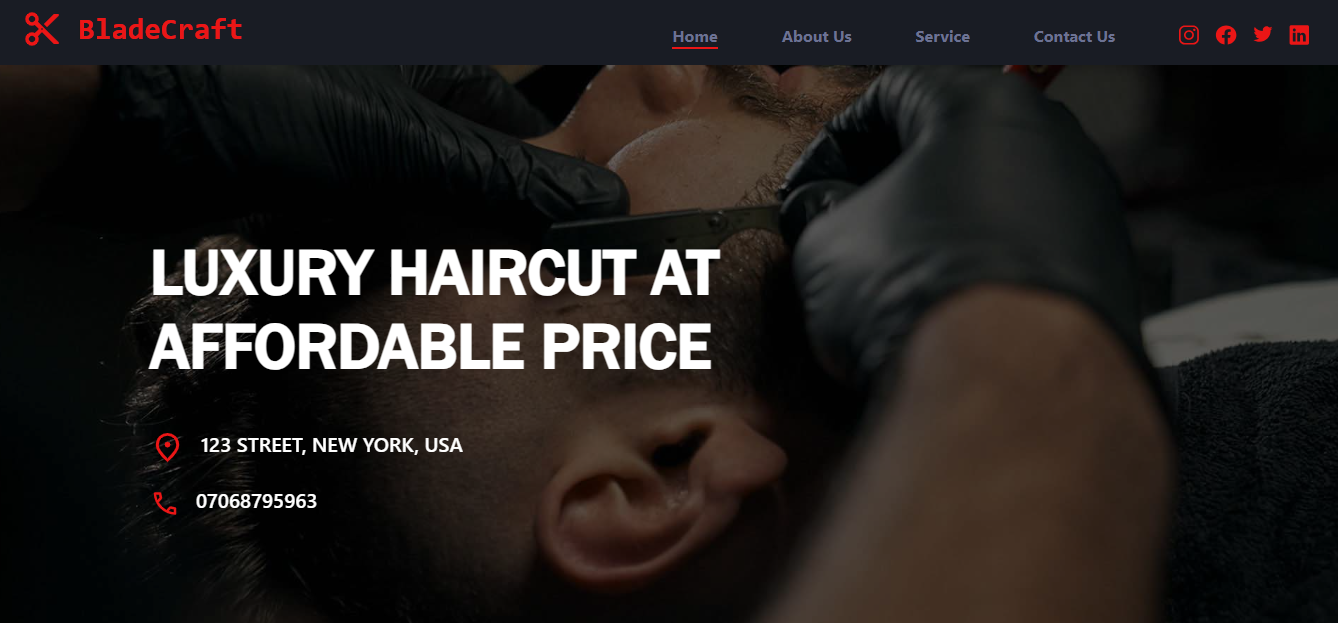 BladeCraft
Home About Us Service Contact Us
LUXURY HAIRCUT AT
AFFORDABLE PRICE
123 STREET, NEW YORK, USA
07068795963